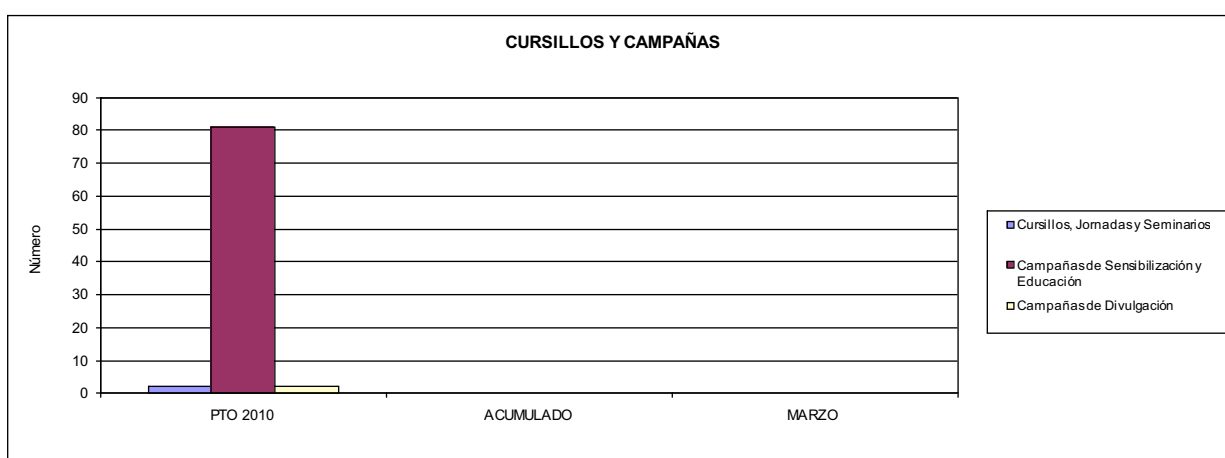 CURSILLOS Y CAMPAÑAS
90
80
70
60
50
40
30
20
10
0
Número
PTO 2010
ACUMULADO
MARZO
Cursillos, Jornadas y Seminarios
Campañas de Sensibilización y
Educación
Campañas de Divulgación